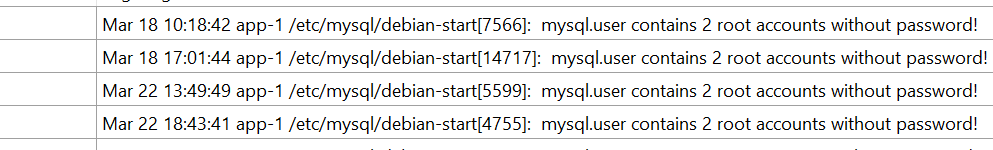 Mar 18 10:18:42 app-1 /etc/mysql/debian-start[7566]:  mysql.user contains 2 root accounts without password!
Mar 18 17:01:44 app-1 /etc/mysql/debian-start[14717]:  mysql.user contains 2 root accounts without password!
Mar 22 13:49:49 app-1 /etc/mysql/debian-start[5599]:  mysql.user contains 2 root accounts without password!
Mar 22 18:43:41 app-1 /etc/mysql/debian-start[4755]:  mysql.user contains 2 root accounts without password!